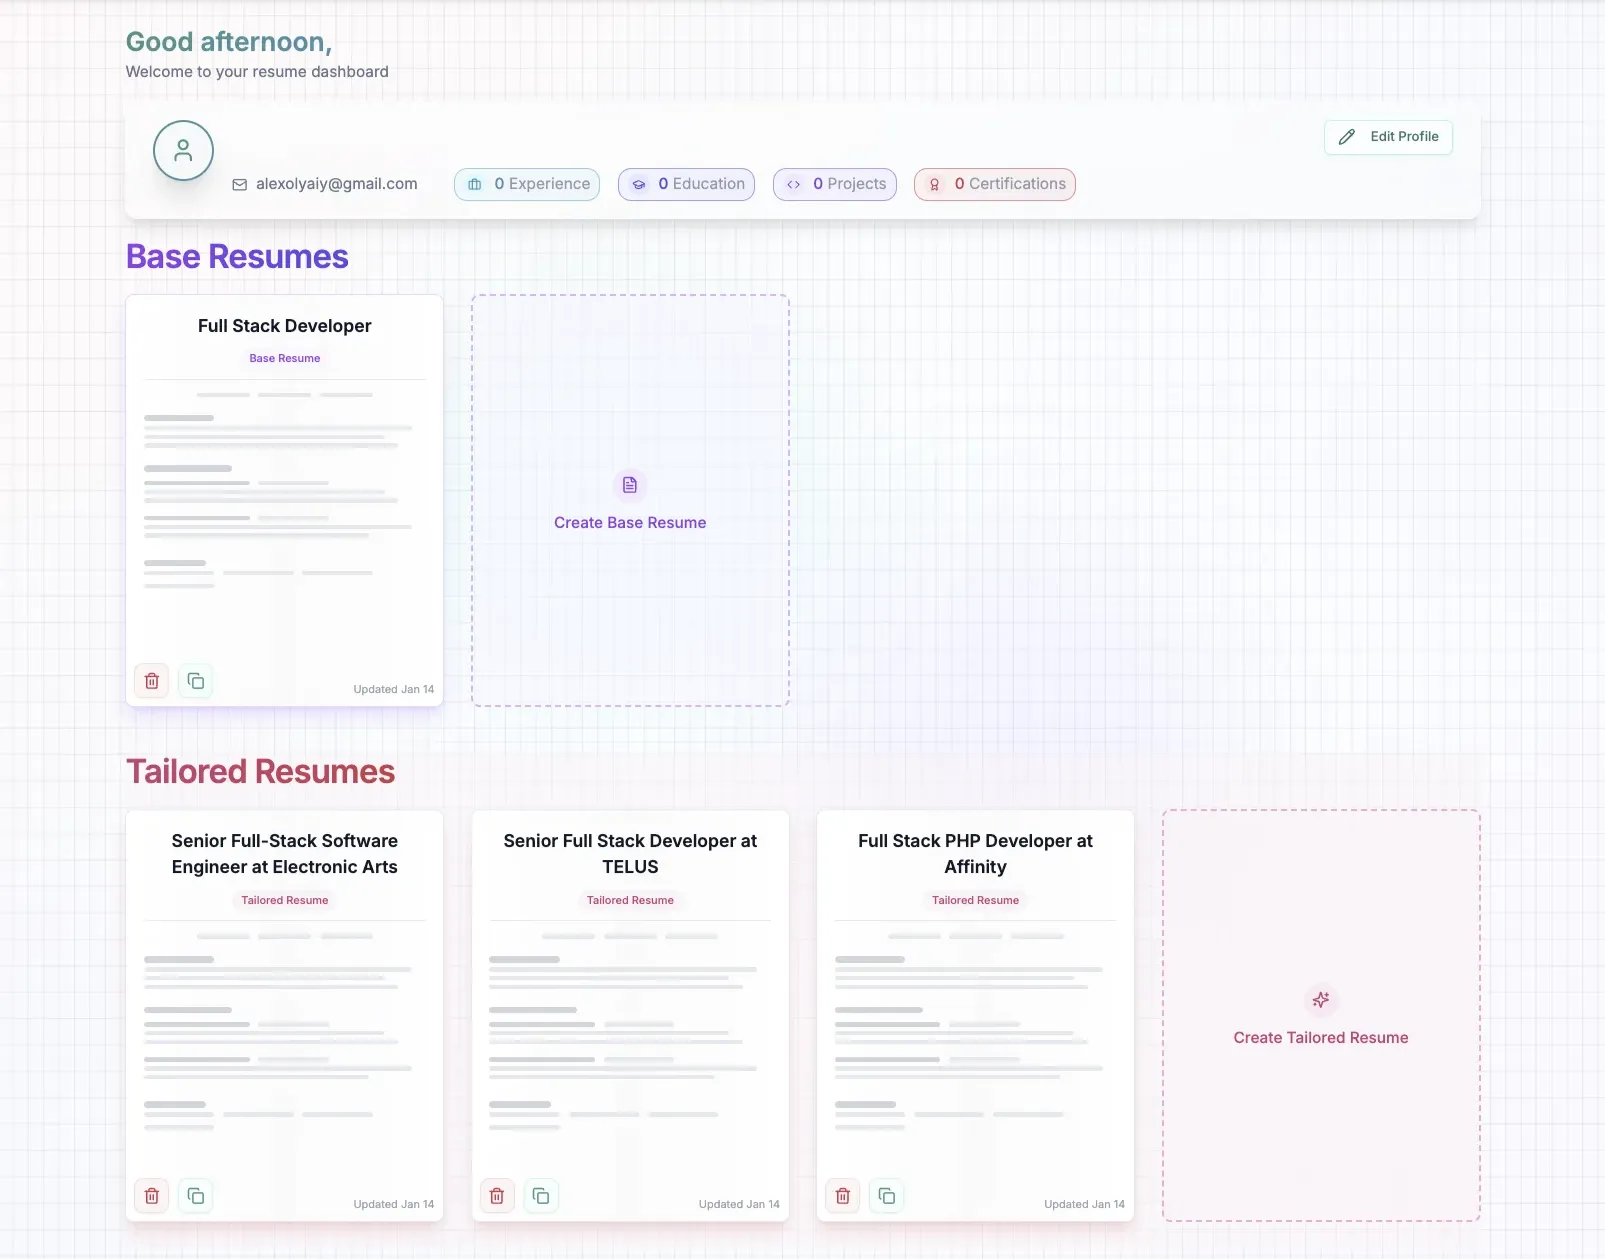 Good afternoon,
Welcome to your resume dashboard
Edit Profile
alexolyaiy@gmail.com
0 Experience
0 Education
0 Projects
0 Certifications
Base Resumes
Full Stack Developer
Base Resume
Updated Jan 14
Create Base Resume
Tailored Resumes
Senior Full-Stack Software
Engineer at Electronic Arts
Tailored Resume
Updated Jan 14
Senior Full Stack Developer at
TELUS
Tailored Resume
Updated Jan 14
Full Stack PHP Developer at
Affinity
Tailored Resume
Updated Jan 14
Create Tailored Resume